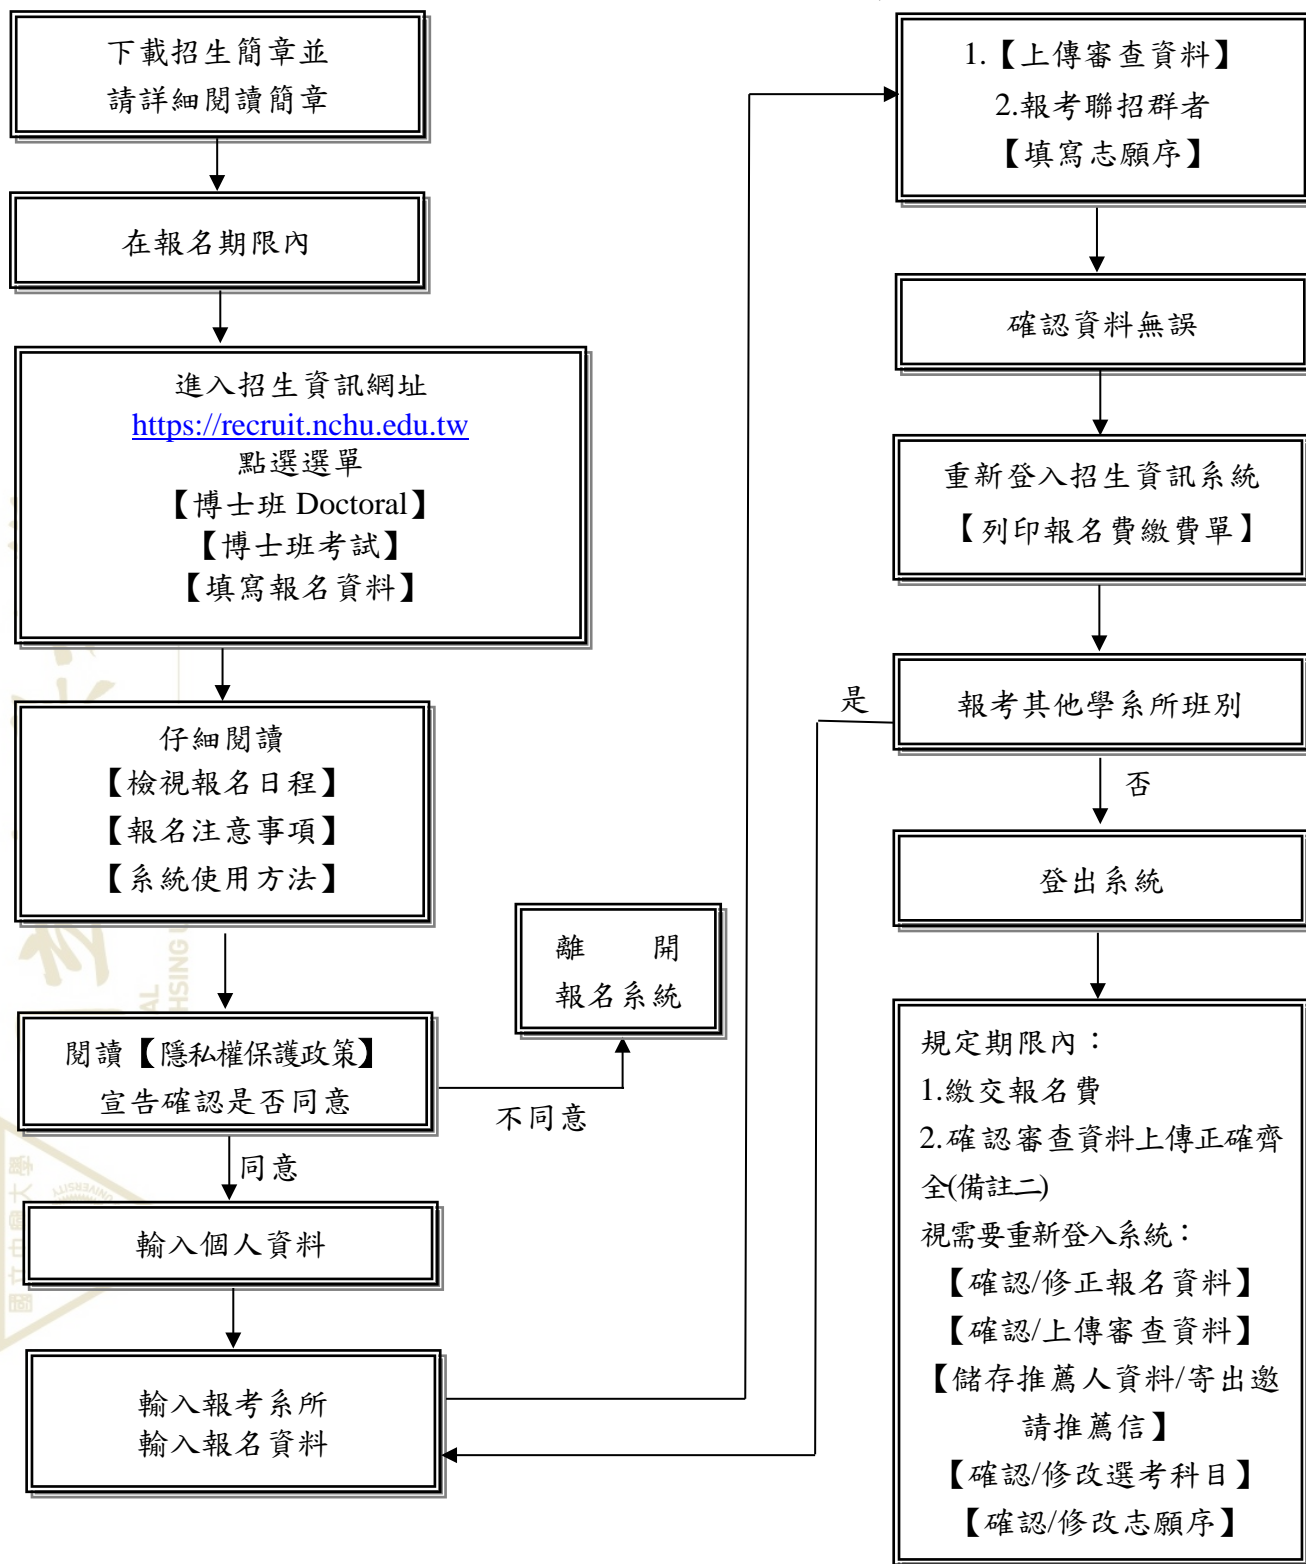 下載招生簡章並
請詳細閱讀簡章
在報名期限內
進入招生資訊網址
https://recruit.nchu.edu.tw
點選選單
【博士班 Doctoral】
【博士班考試】
【填寫報名資料】
仔細閱讀
【檢視報名日程】
【報名注意事項】
【系統使用方法】
閱讀【隱私權保護政策】
宣告確認是否同意
不同意
離 開
報名系統
同意
輸入個人資料
輸入報考系所
輸入報名資料
1.【上傳審查資料】
2.報考聯招群者
【填寫志願序】
確認資料無誤
重新登入招生資訊系統
【列印報名費繳費單】
報考其他學系所班別
是
否
登出系統
規定期限內：
1.繳交報名費
2.確認審查資料上傳正確齊
全(備註二)
視需要重新登入系統：
【確認/修正報名資料】
【確認/上傳審查資料】
【儲存推薦人資料/寄出邀
請推薦信】
【確認/修改選考科目】
【確認/修改志願序】
國立中興大學
UNIVERSITY
HSING